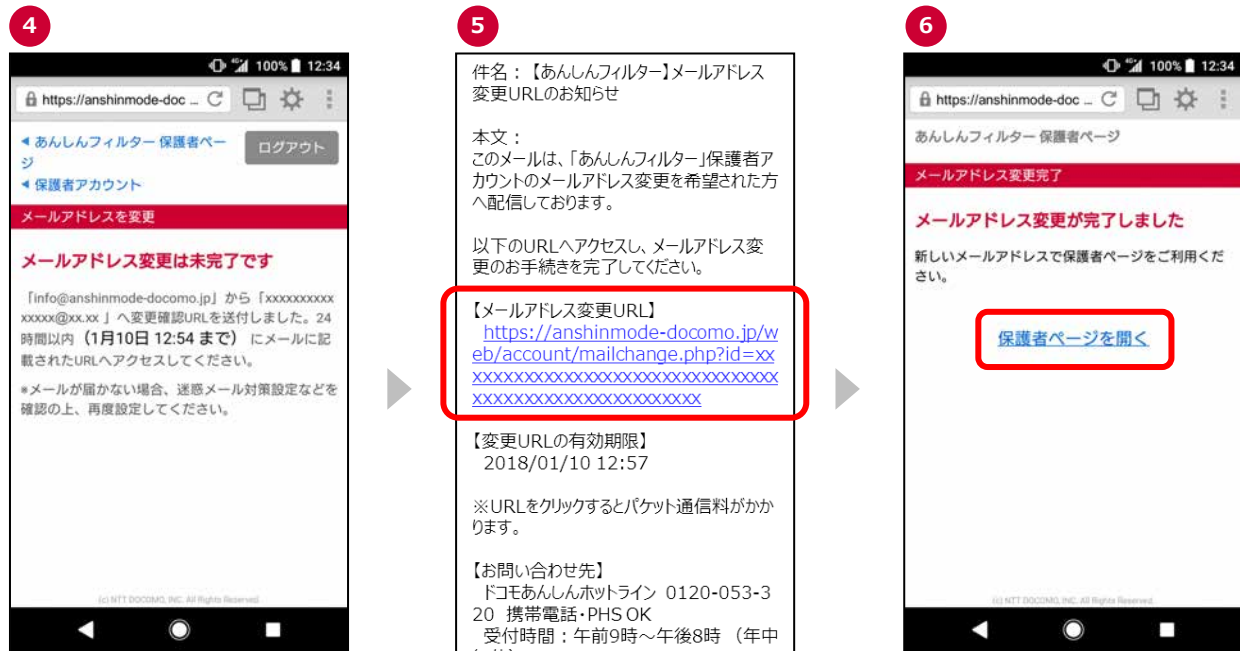 4
100% 12:34
https://anshinmode-doc ...
あんしんフィルター 保護者ペー
ジ
ログアウト
保護者アカウント
メールアドレスを変更
メールアドレス変更は未完了です
「info@anshinmode-docomo.jp」から「xxxxxxxxxx
xxxxx@xx.xx 」へ変更確認URLを送付しました。24
時間以内（1月10日 12:54 まで）にメールに記
載されたURLへアクセスしてください。
※メールが届かない場合、迷惑メール対策設定などを
確認の上、再度設定してください。
(c) NTT DOCOMO, INC. All Rights Reserved.
5
件名：【あんしんフィルター】メールアドレス
変更URLのお知らせ
本文：
このメールは、「あんしんフィルター」保護者ア
カウントのメールアドレス変更を希望された方
へ配信しております。
以下のURLへアクセスし、メールアドレス変
更のお手続きを完了してください。
【メールアドレス変更URL】
https://anshinmode-docomo.jp/w
eb/account/mailchange.php?id=xx
xxxxxxxxxxxxxxxxxxxxxxxxxxxxxx
xxxxxxxxxxxxxxxxxxxxxxx
【変更URLの有効期限】
2018/01/10 12:57
※URLをクリックするとパケット通信料がかか
ります。
【お問い合わせ先】
ドコモあんしんホットライン 0120-053-3
20 携帯電話・PHS OK
受付時間：午前9時～午後8時 （年中
6
100% 12:34
https://anshinmode-doc ...
あんしんフィルター 保護者ページ
メールアドレス変更完了
メールアドレス変更が完了しました
新しいメールアドレスで保護者ページをご利用くだ
さい。
保護者ページを開く
(c) NTT DOCOMO, INC. All Rights Reserved.